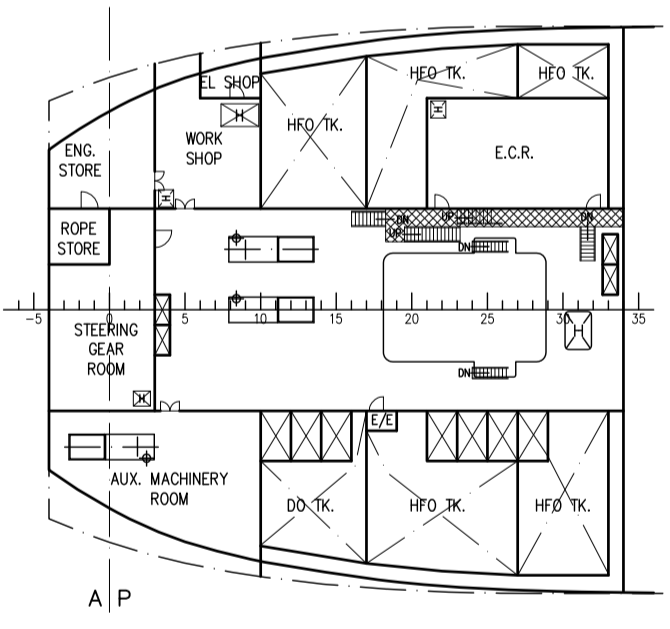 EL SHOP
HFO TK.
HFO TK.
H
HFO TK.
H
WORK
SHOP
E.C.R.
ENG.
STORE
H
DN
UP
DN
ROPE
STORE
UP
DN
-5
0
5
10
15
20
25
30
35
H
STEERING
GEAR
ROOM
DN
H
E/E
AUX. MACHINERY
ROOM
DO TK.
HFO TK.
HFO TK.
A P